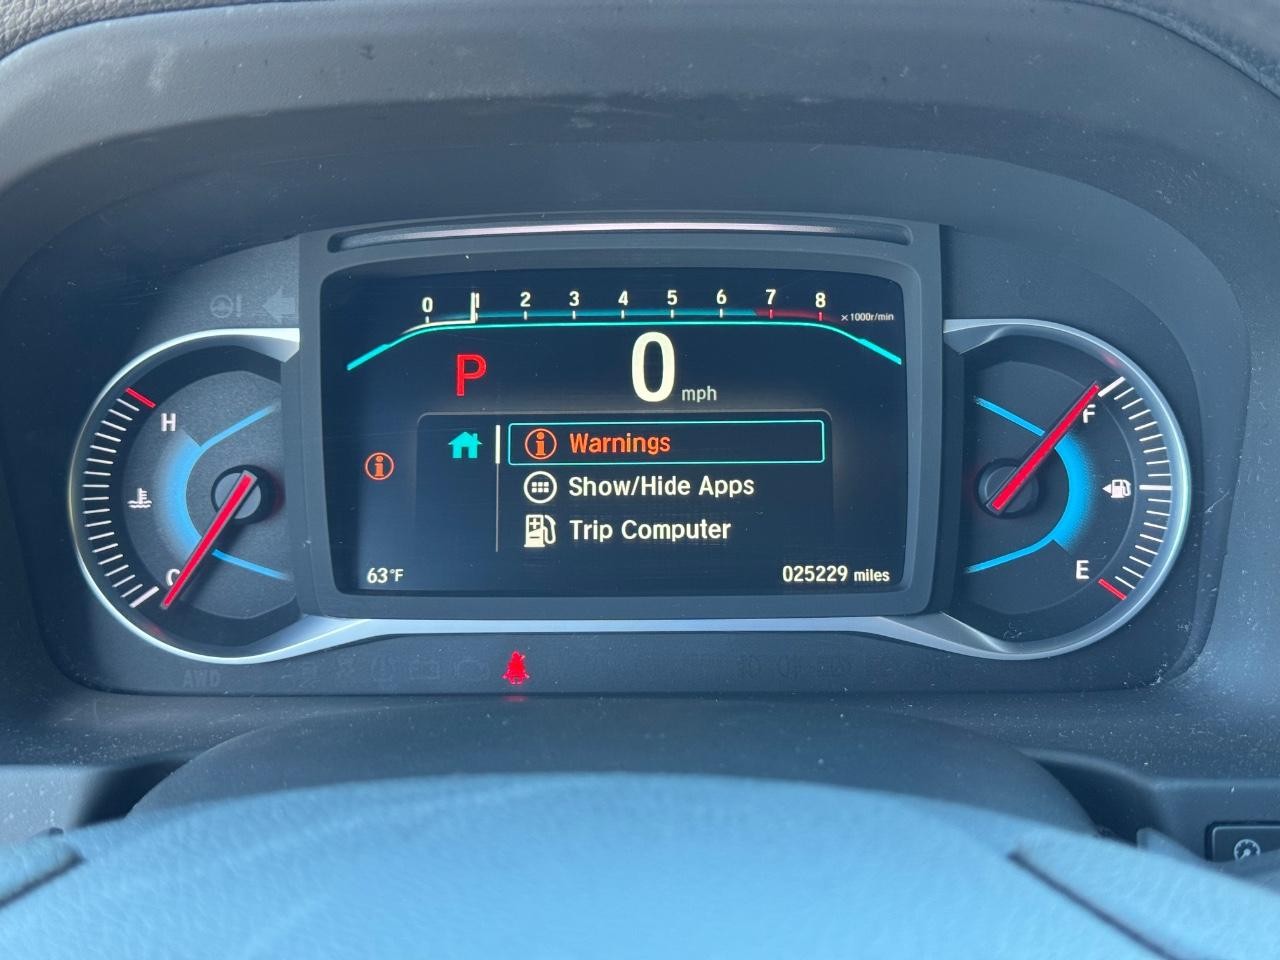 0 1 2 3 4 5 6 7 8 ×1000r/min
P 0 mph
H
F
Warnings
Show/Hide Apps
Trip Computer
C
E
63°F
025229 miles
AWD